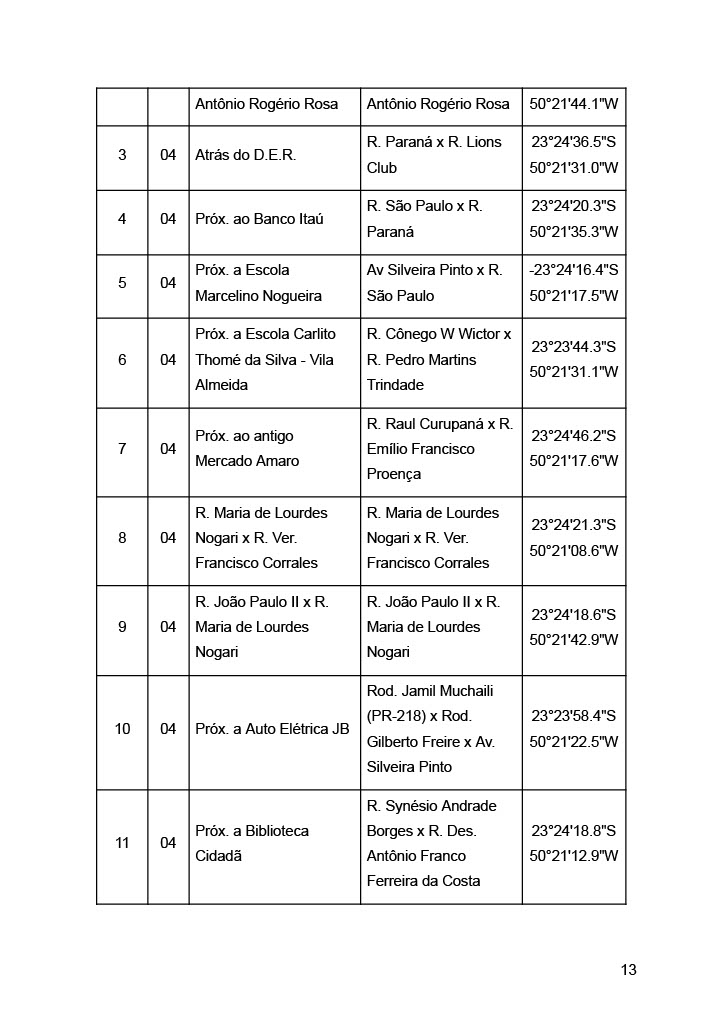 Antônio Rogério Rosa Antônio Rogério Rosa 50°21'44.1"W
3 04 Atrás do D.E.R. R. Paraná x R. Lions
Club 23°24'36.5"S
50°21'31.0"W
4 04 Próx. ao Banco Itaú R. São Paulo x R.
Paraná 23°24'20.3"S
50°21'35.3"W
5 04 Próx. a Escola
Marcelino Nogueira Av Silveira Pinto x R.
São Paulo -23°24'16.4"S
50°21'17.5"W
6 04 Próx. a Escola Carlito
Thomé da Silva - Vila
Almeida R. Cônego W Wictor x
R. Pedro Martins
Trindade 23°23'44.3"S
50°21'31.1"W
7 04 Próx. ao antigo
Mercado Amaro R. Raul Curupaná x R.
Emílio Francisco
Proença 23°24'46.2"S
50°21'17.6"W
8 04 R. Maria de Lourdes
Nogari x R. Ver.
Francisco Corrales R. Maria de Lourdes
Nogari x R. Ver.
Francisco Corrales 23°24'21.3"S
50°21'08.6"W
9 04 R. João Paulo II x R.
Maria de Lourdes
Nogari R. João Paulo II x R.
Maria de Lourdes
Nogari 23°24'18.6"S
50°21'42.9"W
10 04 Próx. a Auto Elétrica JB Rod. Jamil Muchaili
(PR-218) x Rod.
Gilberto Freire x Av.
Silveira Pinto 23°23'58.4"S
50°21'22.5"W
11 04 Próx. a Biblioteca
Cidadã R. Synésio Andrade
Borges x R. Des.
Antônio Franco
Ferreira da Costa 23°24'18.8"S
50°21'12.9"W
13